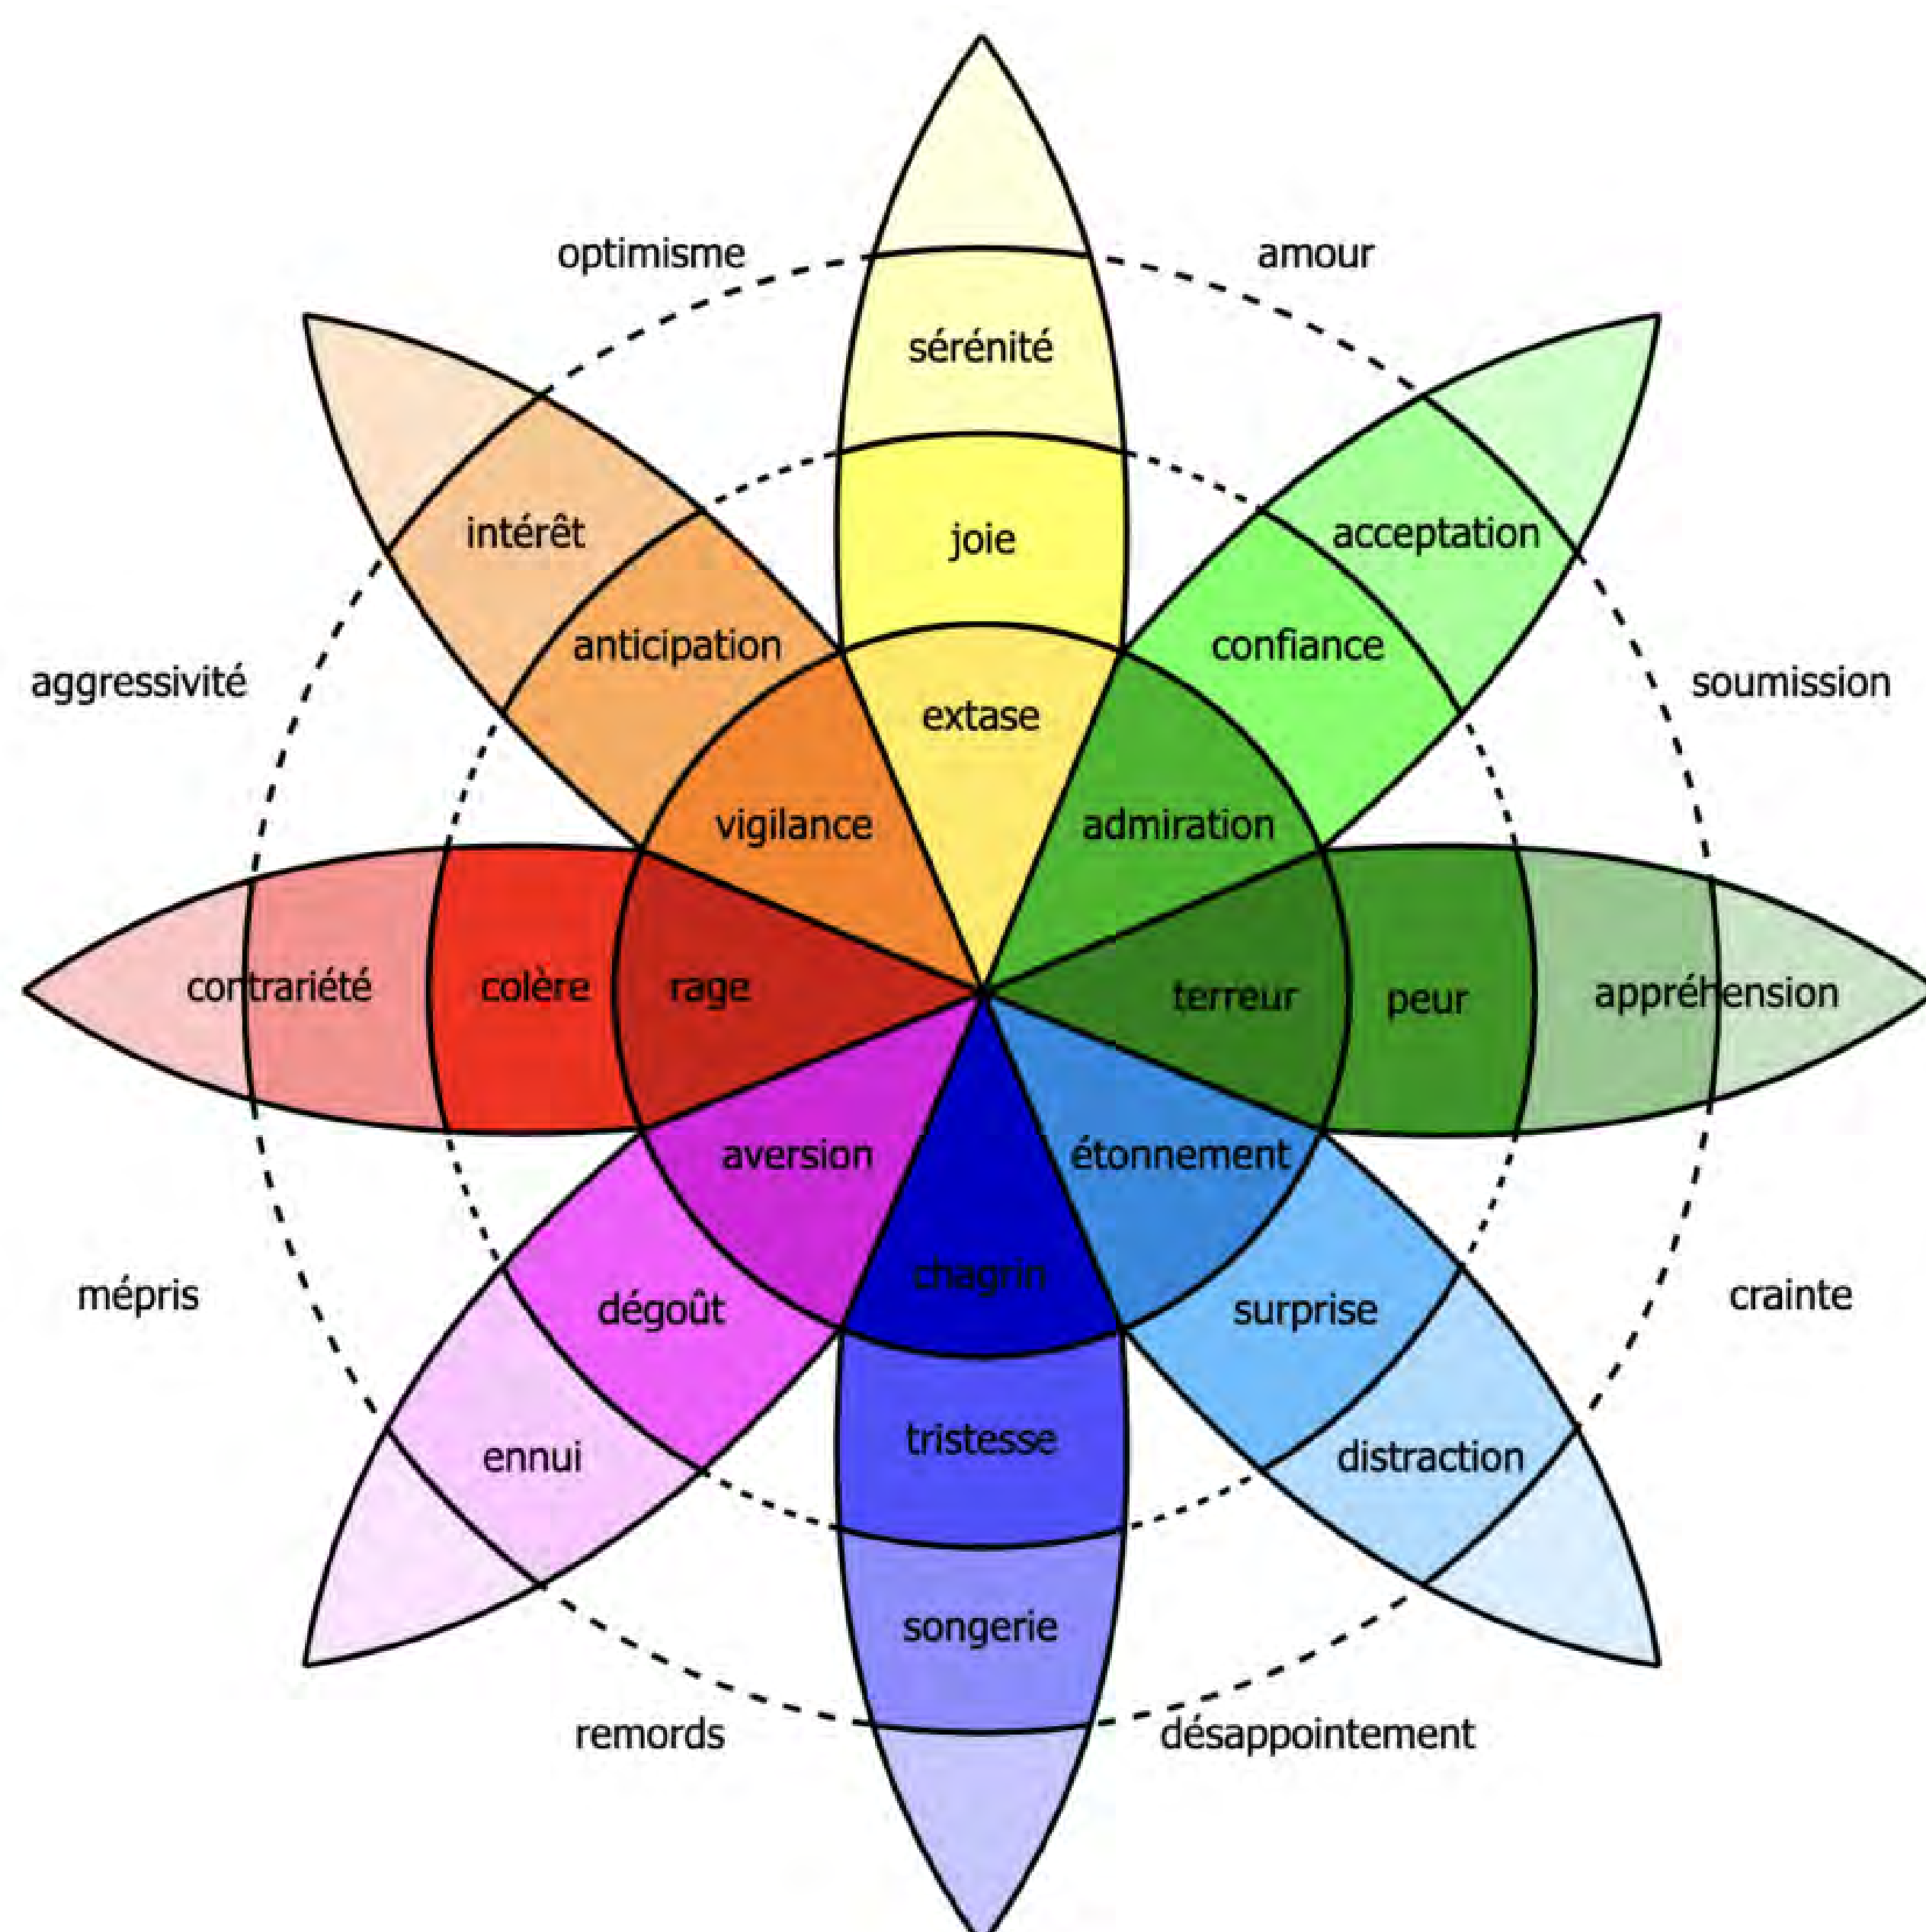 optimisme
amour
sérénité
intérêt
joie
acceptation
anticipation
confiance
aggressivité
extase
soumission
vigilance
admiration
contrariété
colère
rage
terreur
peur
appréhension
aversion
étonnement
mépris
dégoût
chagrin
surprise
crainte
ennui
tristesse
distraction
songerie
remords
désappointement